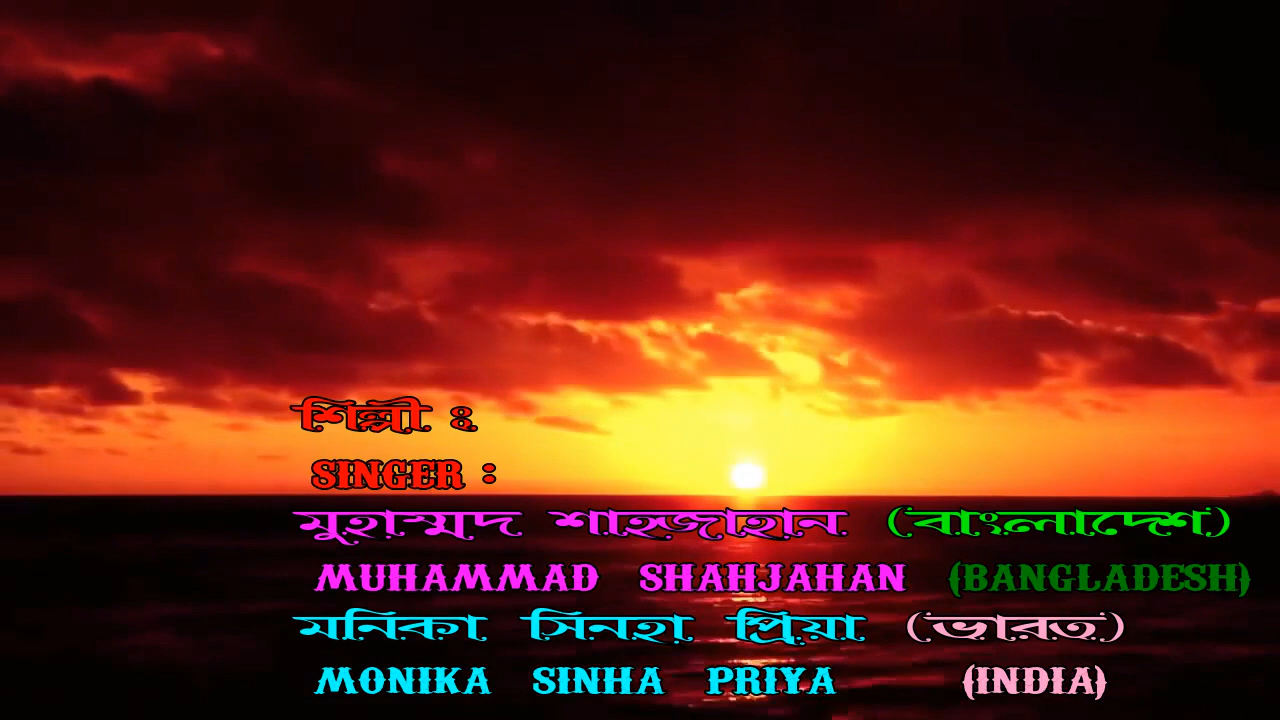 শিল্পী ঃ
SINGER :
মুহাম্মদ শাহজাহান (বাংলাদেশ)
MUHAMMAD SHAHJAHAN (BANGLADESH)
মনিকা সিনহা প্রিয়া (ভারত)
MONIKA SINHA PRIYA (INDIA)